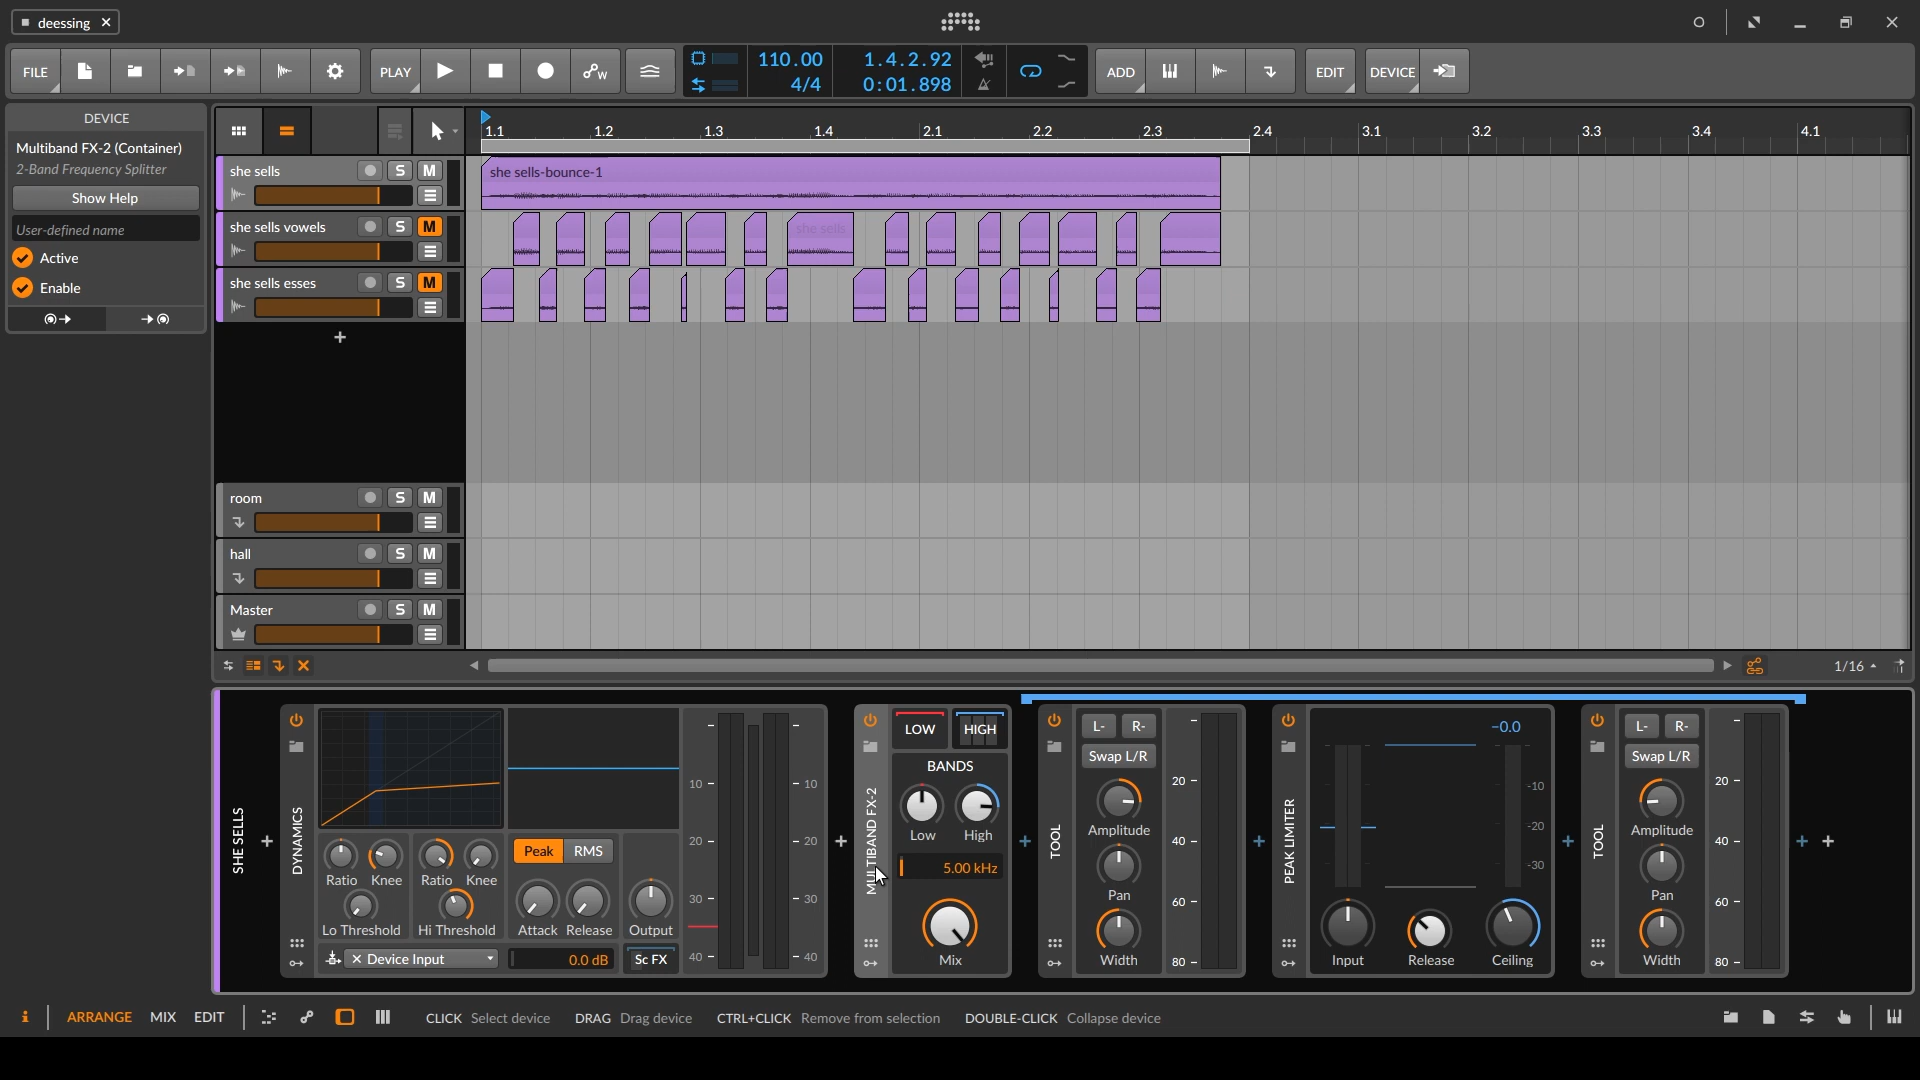 deessing
FILE
PLAY
110.00
4/4
1.4.2.92
0:01.898
ADD
EDIT
DEVICE
DEVICE
Multiband FX-2 (Container)
2-Band Frequency Splitter
Show Help
User-defined name
Active
Enable
1.1 1.2 1.3 1.4 2.1 2.2 2.3 2.4 3.1 3.2 3.3 3.4 4.1
she sells S M
she sells-bounce-1
she sells vowels S M
she sells
she sells esses S M
room S M
hall S M
Master S M
1/16
SHE SELLS
DYNAMICS
Ratio Knee Ratio Knee
Lo Threshold Hi Threshold
Device Input
Peak RMS
Attack Release Output
0.0 dB Sc FX
10 20 30 40
10 20 30 40
MULTIBAND FX-2
LOW HIGH
BANDS
Low High
5.00 kHz
Mix
TOOL
L- R-
Swap L/R
Amplitude
Pan
Width
20 40 60 80
PEAK LIMITER
-0.0
-10
-20
-30
Input Release Ceiling
TOOL
L- R-
Swap L/R
Amplitude
Pan
Width
20 40 60 80
i ARRANGE MIX EDIT
CLICK Select device DRAG Drag device CTRL+CLICK Remove from selection DOUBLE-CLICK Collapse device